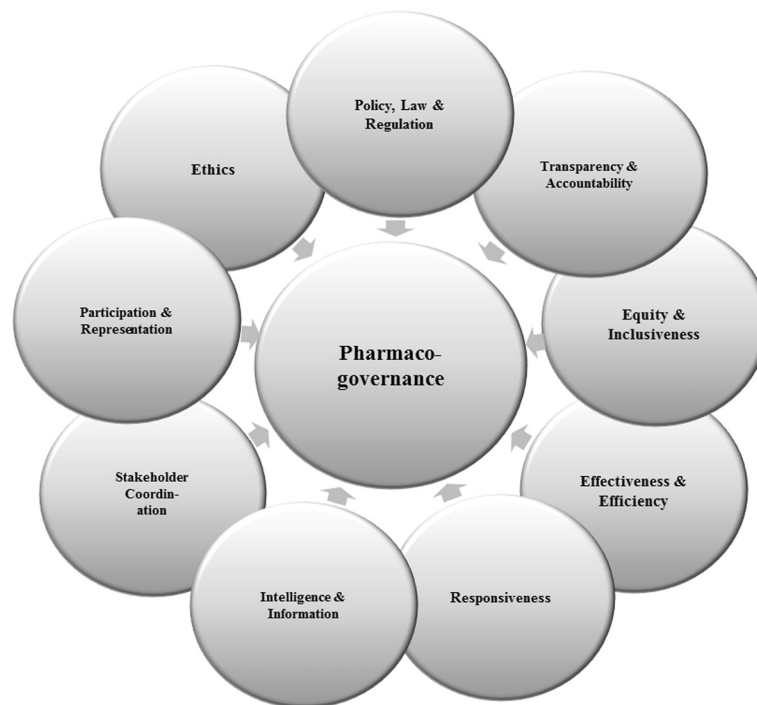 Policy, Law &
Regulation
Transparency &
Accountability
Equity &
Inclusiveness
Effectiveness &
Efficiency
Responsiveness
Intelligence &
Information
Stakeholder
Coordin-
ation
Participation &
Representation
Ethics
Pharmaco-
governance